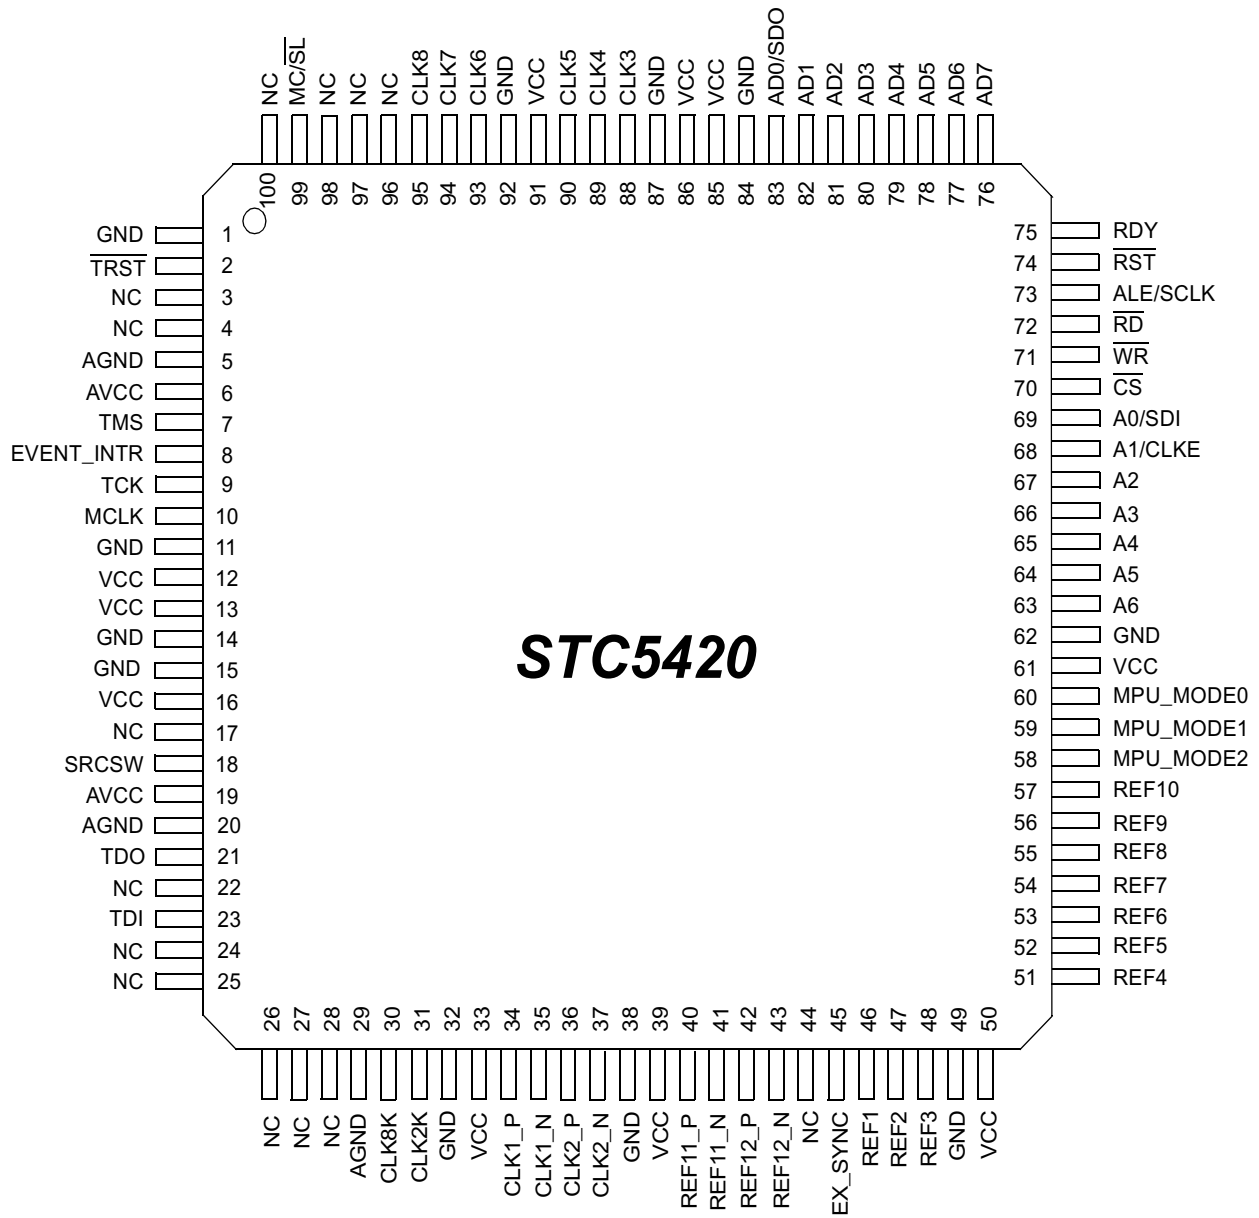 NC
MC/SL
NC
NC
NC
CLK8
CLK7
CLK6
GND
VCC
CLK5
CLK4
CLK3
GND
VCC
VCC
GND
AD0/SDO
AD1
AD2
AD3
AD4
AD5
AD6
AD7
100
99
98
97
96
95
94
93
92
91
90
89
88
87
86
85
84
83
82
81
80
79
78
77
76
GND 1
TRST 2
NC 3
NC 4
AGND 5
AVCC 6
TMS 7
EVENT_INTR 8
TCK 9
MCLK 10
GND 11
VCC 12
VCC 13
GND 14
GND 15
VCC 16
NC 17
SRCSW 18
AVCC 19
AGND 20
TDO 21
NC 22
TDI 23
NC 24
NC 25
STC5420
75 RDY
74 RST
73 ALE/SCLK
72 RD
71 WR
70 CS
69 A0/SDI
68 A1/CLKE
67 A2
66 A3
65 A4
64 A5
63 A6
62 GND
61 VCC
60 MPU_MODE0
59 MPU_MODE1
58 MPU_MODE2
57 REF10
56 REF9
55 REF8
54 REF7
53 REF6
52 REF5
51 REF4
26
27
28
29
30
31
32
33
34
35
36
37
38
39
40
41
42
43
44
45
46
47
48
49
50
NC
NC
NC
AGND
CLK8K
CLK2K
GND
VCC
CLK1_P
CLK1_N
CLK2_P
CLK2_N
GND
VCC
REF11_P
REF11_N
REF12_P
REF12_N
NC
EX_SYNC
REF1
REF2
REF3
GND
VCC